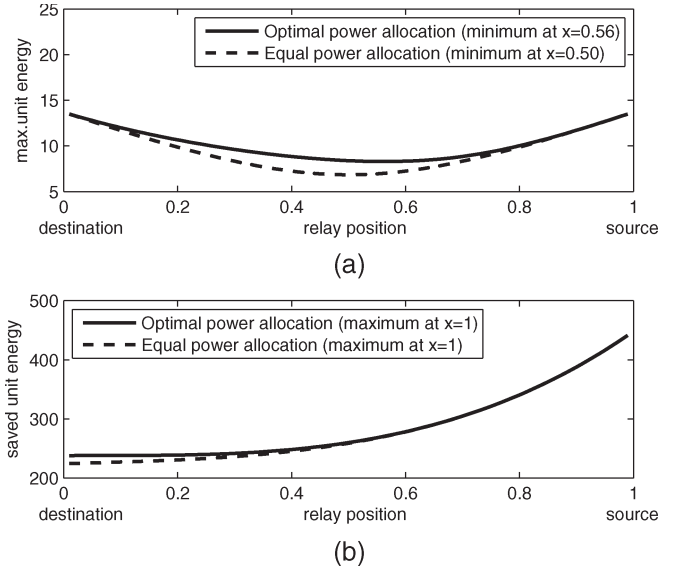 25
20
15
10
5
max.unit energy
Optimal power allocation (minimum at x=0.56)
Equal power allocation (minimum at x=0.50)
0 0.2 0.4 0.6 0.8 1
destination relay position source
(a)
500
400
300
200
saved unit energy
Optimal power allocation (maximum at x=1)
Equal power allocation (maximum at x=1)
0 0.2 0.4 0.6 0.8 1
destination relay position source
(b)